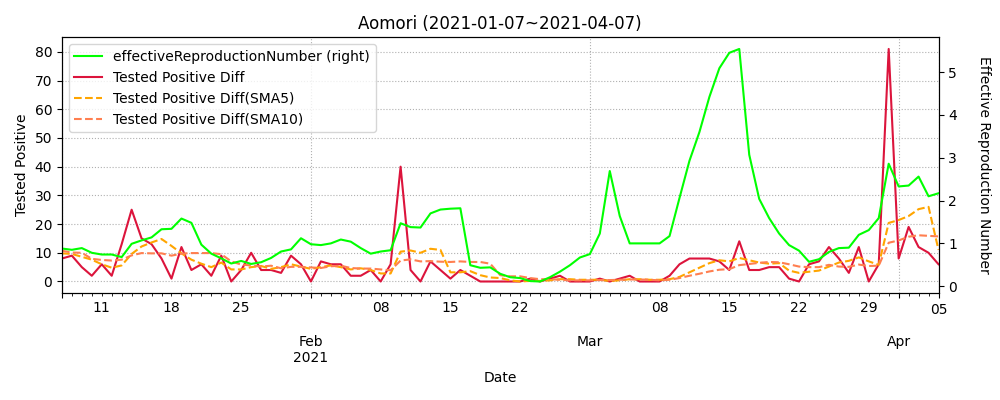 Aomori (2021-01-07~2021-04-07)
effectiveReproductionNumber (right)
Tested Positive Diff
Tested Positive Diff(SMA5)
Tested Positive Diff(SMA10)
Tested Positive
80
70
60
50
40
30
20
10
0
5
4
3
2
1
0
Effective Reproduction Number
11 18 25 08 15 22 08 15 22 29 05
Feb Mar Apr
2021
Date